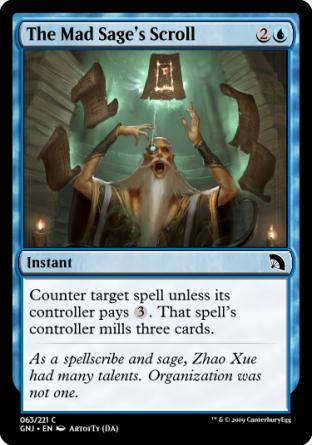 The Mad Sage's Scroll 2
Instant
Counter target spell unless its
controller pays 3. That spell's
controller mills three cards.
As a spellscribe and sage, Zhao Xue
had many talents. Organization was
not one.
063/221 C
GNJ • EN ArtofTy (DA)
™ & © 2019 CanterburyEgg